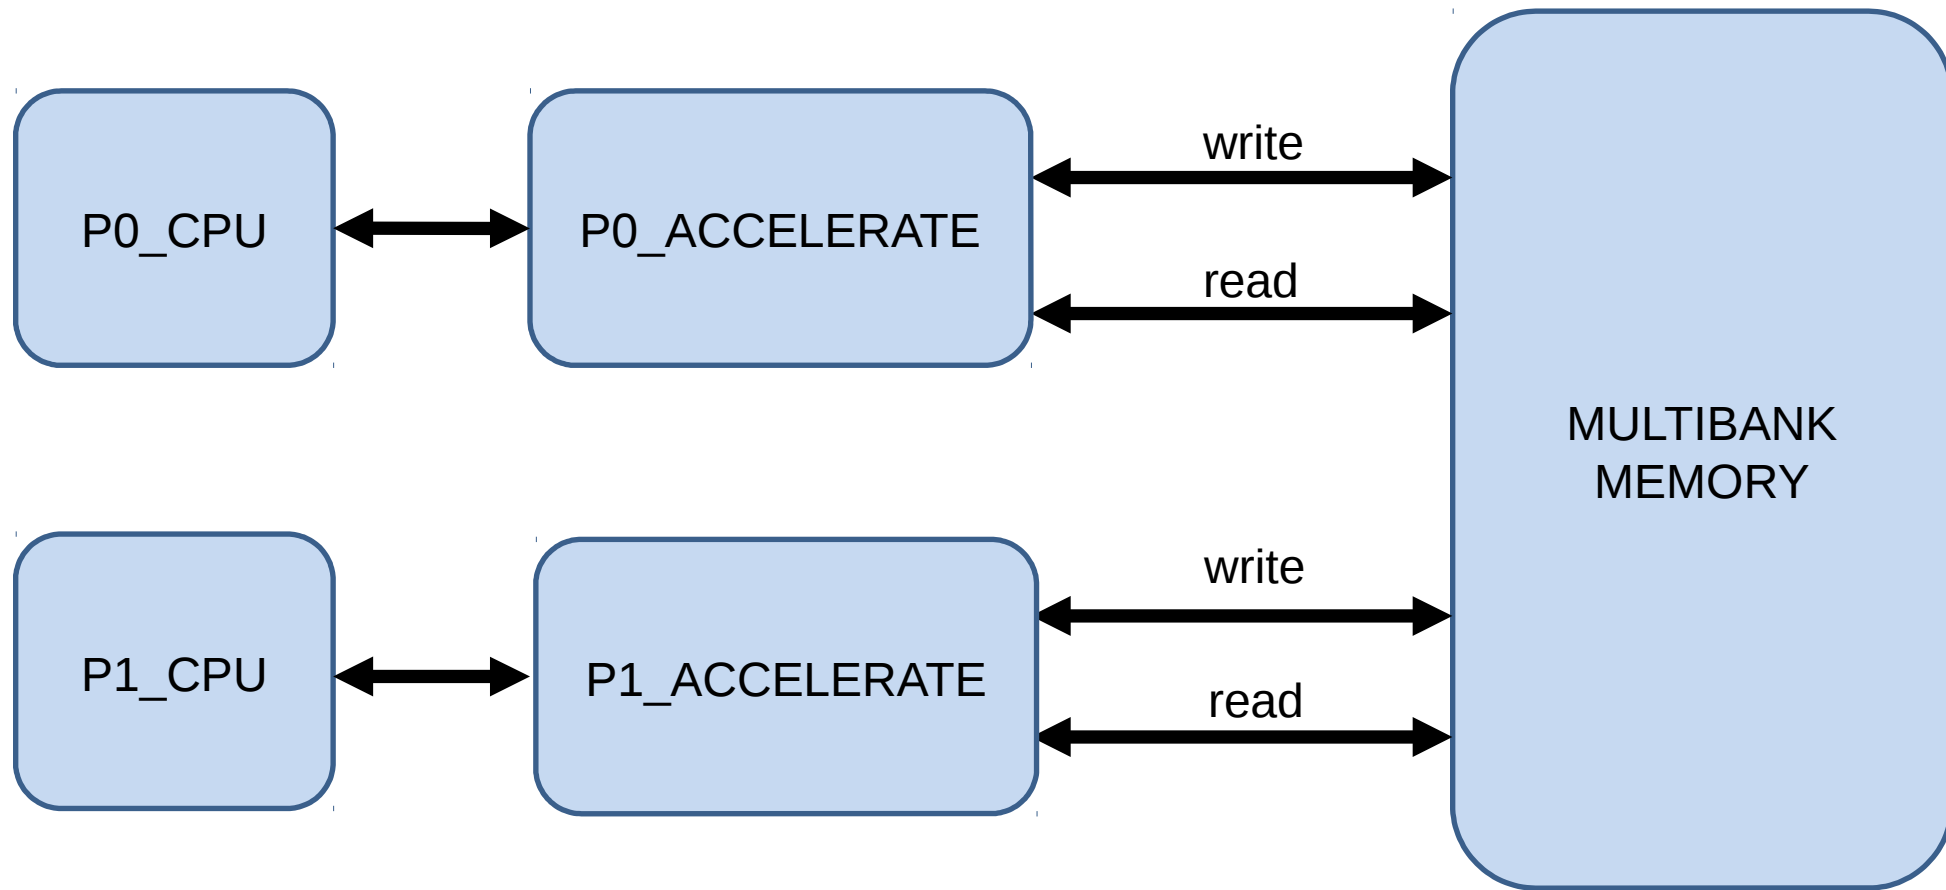 P0_CPU
P0_ACCELERATE
write
read
MULTIBANK
MEMORY
P1_CPU
P1_ACCELERATE
write
read